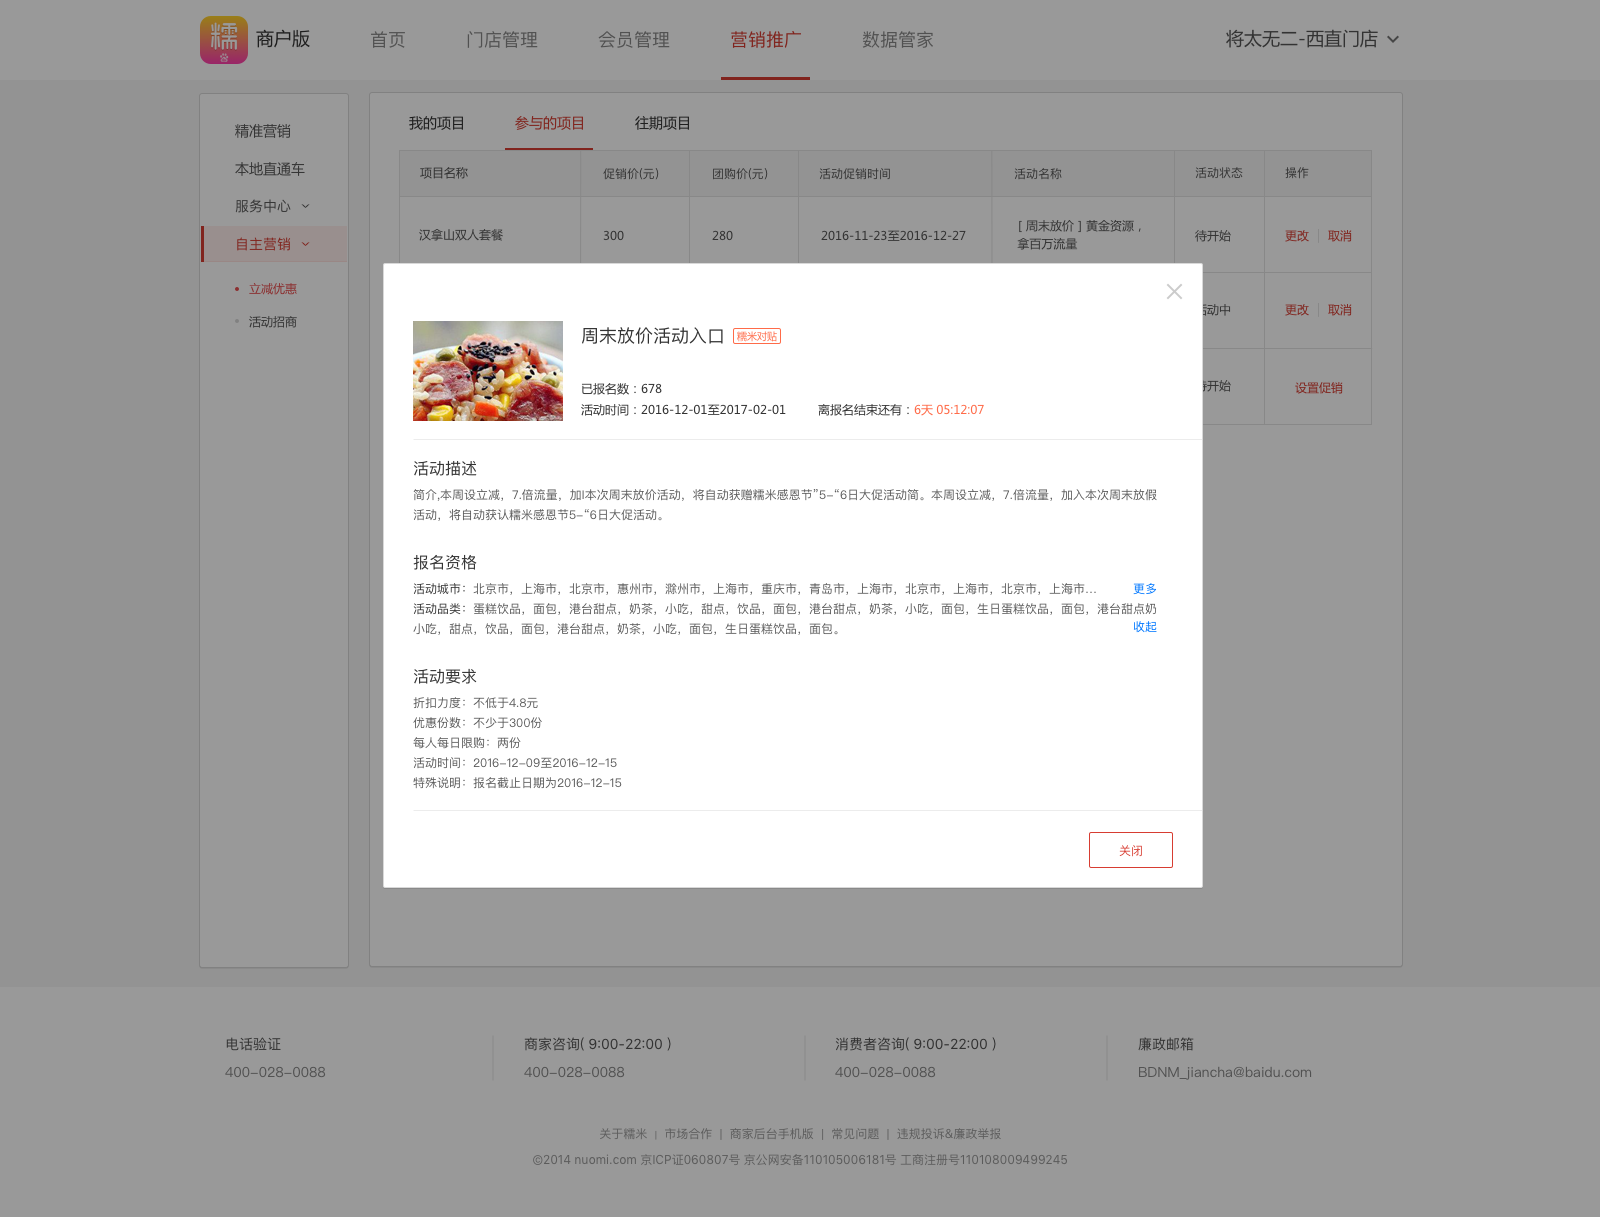 糯 商户版 首页 门店管理 会员管理 营销推广 数据管家 将太无二-西直门店
精准营销
本地直通车
服务中心
自主营销
立减优惠
活动招商
我的项目 参与的项目 往期项目
项目名称 促销价(元) 团购价(元) 活动促销时间 活动名称 活动状态 操作
汉拿山双人套餐 300 280 2016-11-23至2016-12-27 [ 周末放价 ] 黄金资源， 待开始 更改 取消
拿百万流量
动中 更改 取消
开始 设置促销
周末放价活动入口 糯米对贴
已报名数：678
活动时间：2016-12-01至2017-02-01 离报名结束还有：6天 05:12:07
活动描述
简介,本周设立减，7.倍流量，加I本次周末放价活动，将自动获赠糯米感恩节”5-“6日大促活动简。本周设立减，7.倍流量，加入本次周末放假
活动，将自动获认糯米感恩节5-“6日大促活动。
报名资格
活动城市：北京市，上海市，北京市，惠州市，滁州市，上海市，重庆市，青岛市，上海市，北京市，上海市，北京市，上海市... 更多
活动品类：蛋糕饮品，面包，港台甜点，奶茶，小吃，甜点，饮品，面包，港台甜点，奶茶，小吃，面包，生日蛋糕饮品，面包，港台甜点奶
小吃，甜点，饮品，面包，港台甜点，奶茶，小吃，面包，生日蛋糕饮品，面包。 收起
活动要求
折扣力度：不低于4.8元
优惠份数：不少于300份
每人每日限购：两份
活动时间：2016-12-09至2016-12-15
特殊说明：报名截止日期为2016-12-15
关闭
电话验证 商家咨询( 9:00-22:00 ) 消费者咨询( 9:00-22:00 ) 廉政邮箱
400-028-0088 400-028-0088 400-028-0088 BDNM_jiancha@baidu.com
关于糯米 | 市场合作 | 商家后台手机版 | 常见问题 | 违规投诉&廉政举报
©2014 nuomi.com 京ICP证060807号 京公网安备110105006181号 工商注册号110108009499245